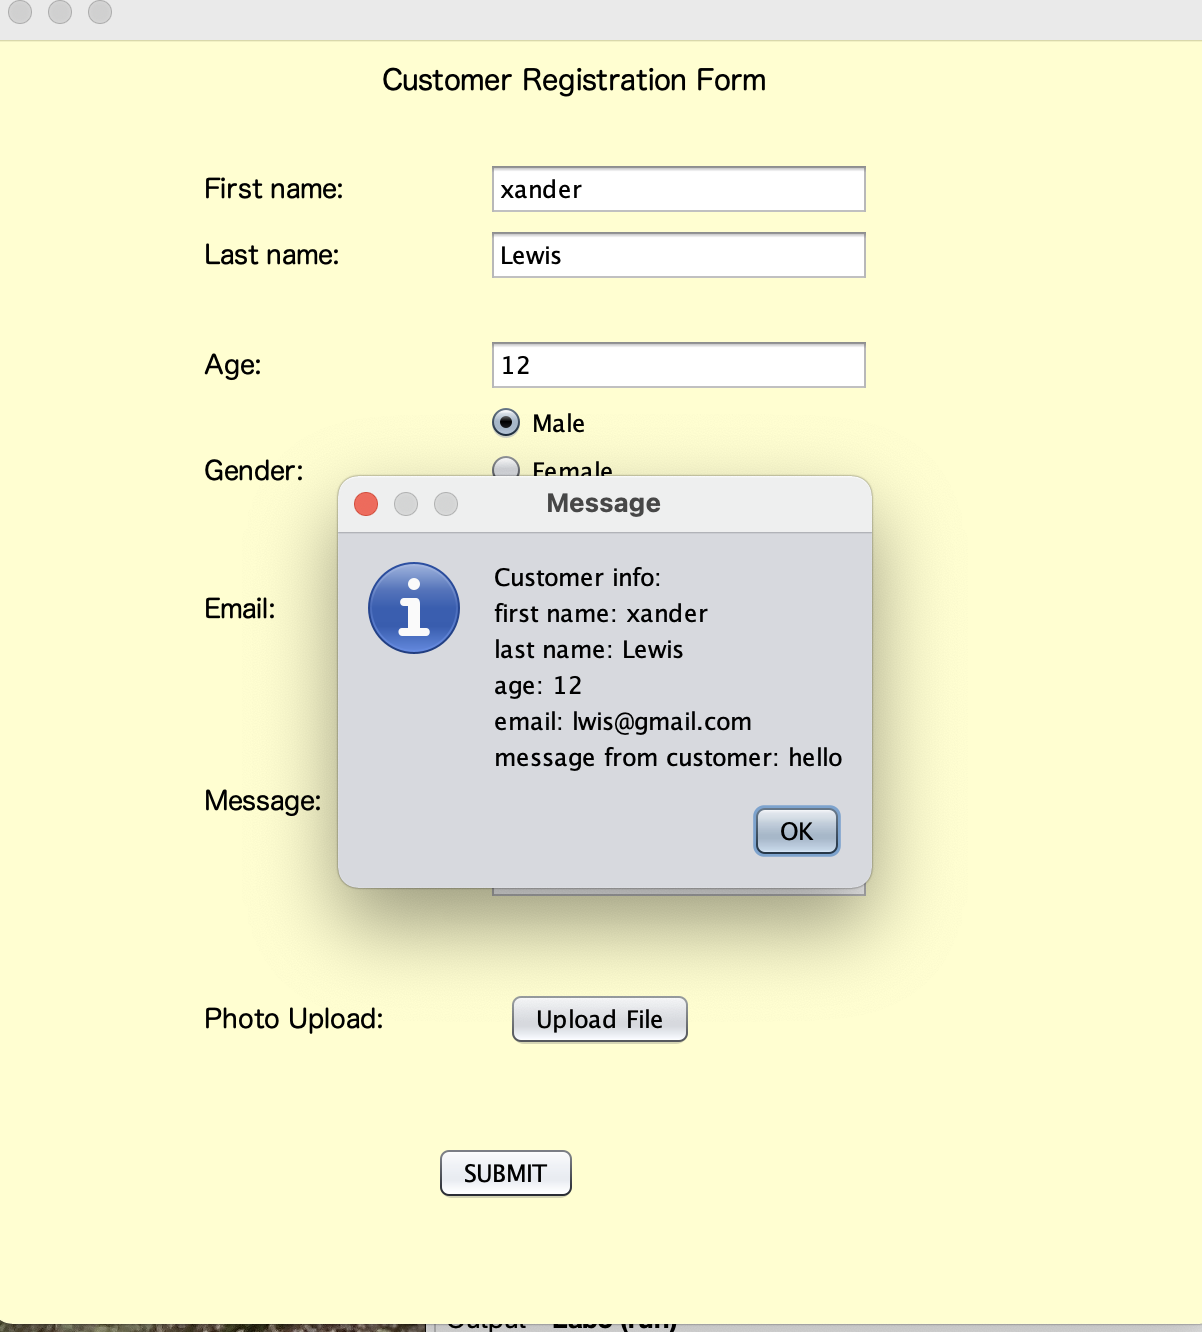 Customer Registration Form
First name:
xander
Last name:
Lewis
Age:
12
Male
Gender:
Female
Message
Customer info:
first name: xander
last name: Lewis
age: 12
email: lwis@gmail.com
message from customer: hello
OK
Email:
Message:
Photo Upload:
Upload File
SUBMIT
Output
(run)